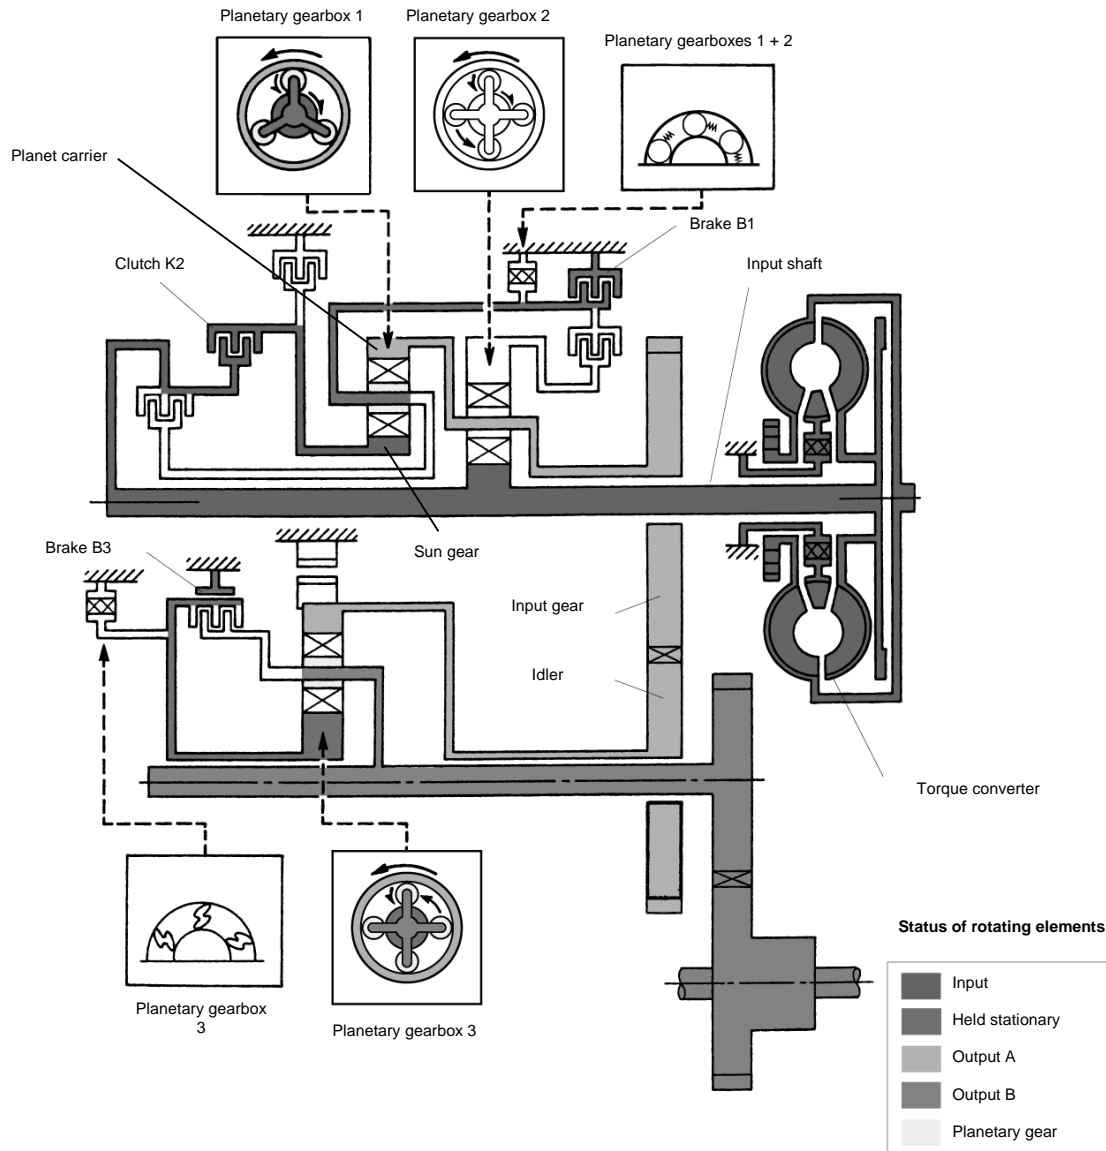 Planetary gearbox 1
Planetary gearbox 2
Planetary gearboxes 1 + 2
Planet carrier
Brake B1
Clutch K2
Input shaft
Sun gear
Brake B3
Input gear
Idler
Torque converter
Planetary gearbox
3
Planetary gearbox 3
Status of rotating elements
Input
Held stationary
Output A
Output B
Planetary gear